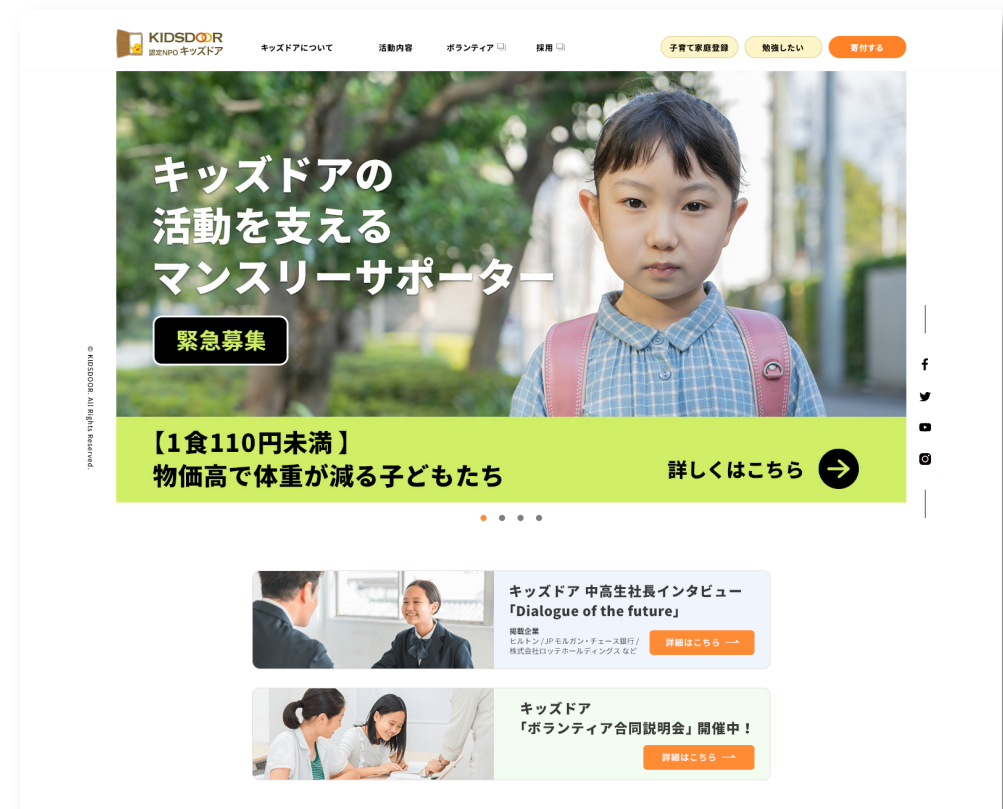 KIDSDOOR
認定NPO キッズドア
キッズドアについて
活動内容
ボランティア
採用
子育て家庭登録
勉強したい
寄付する
キッズドアの
活動を支える
マンスリーサポーター
緊急募集
【1食110円未満】
物価高で体重が減る子どもたち
詳しくはこちら
© KIDSDOOR. All Rights Reserved.
キッズドア 中高生社長インタビュー
「Dialogue of the future」
掲載企業
ヒルトン / JP モルガン・チェース銀行 /
株式会社ロッテホールディングス など
詳細はこちら
キッズドア
「ボランティア合同説明会」開催中！
詳細はこちら